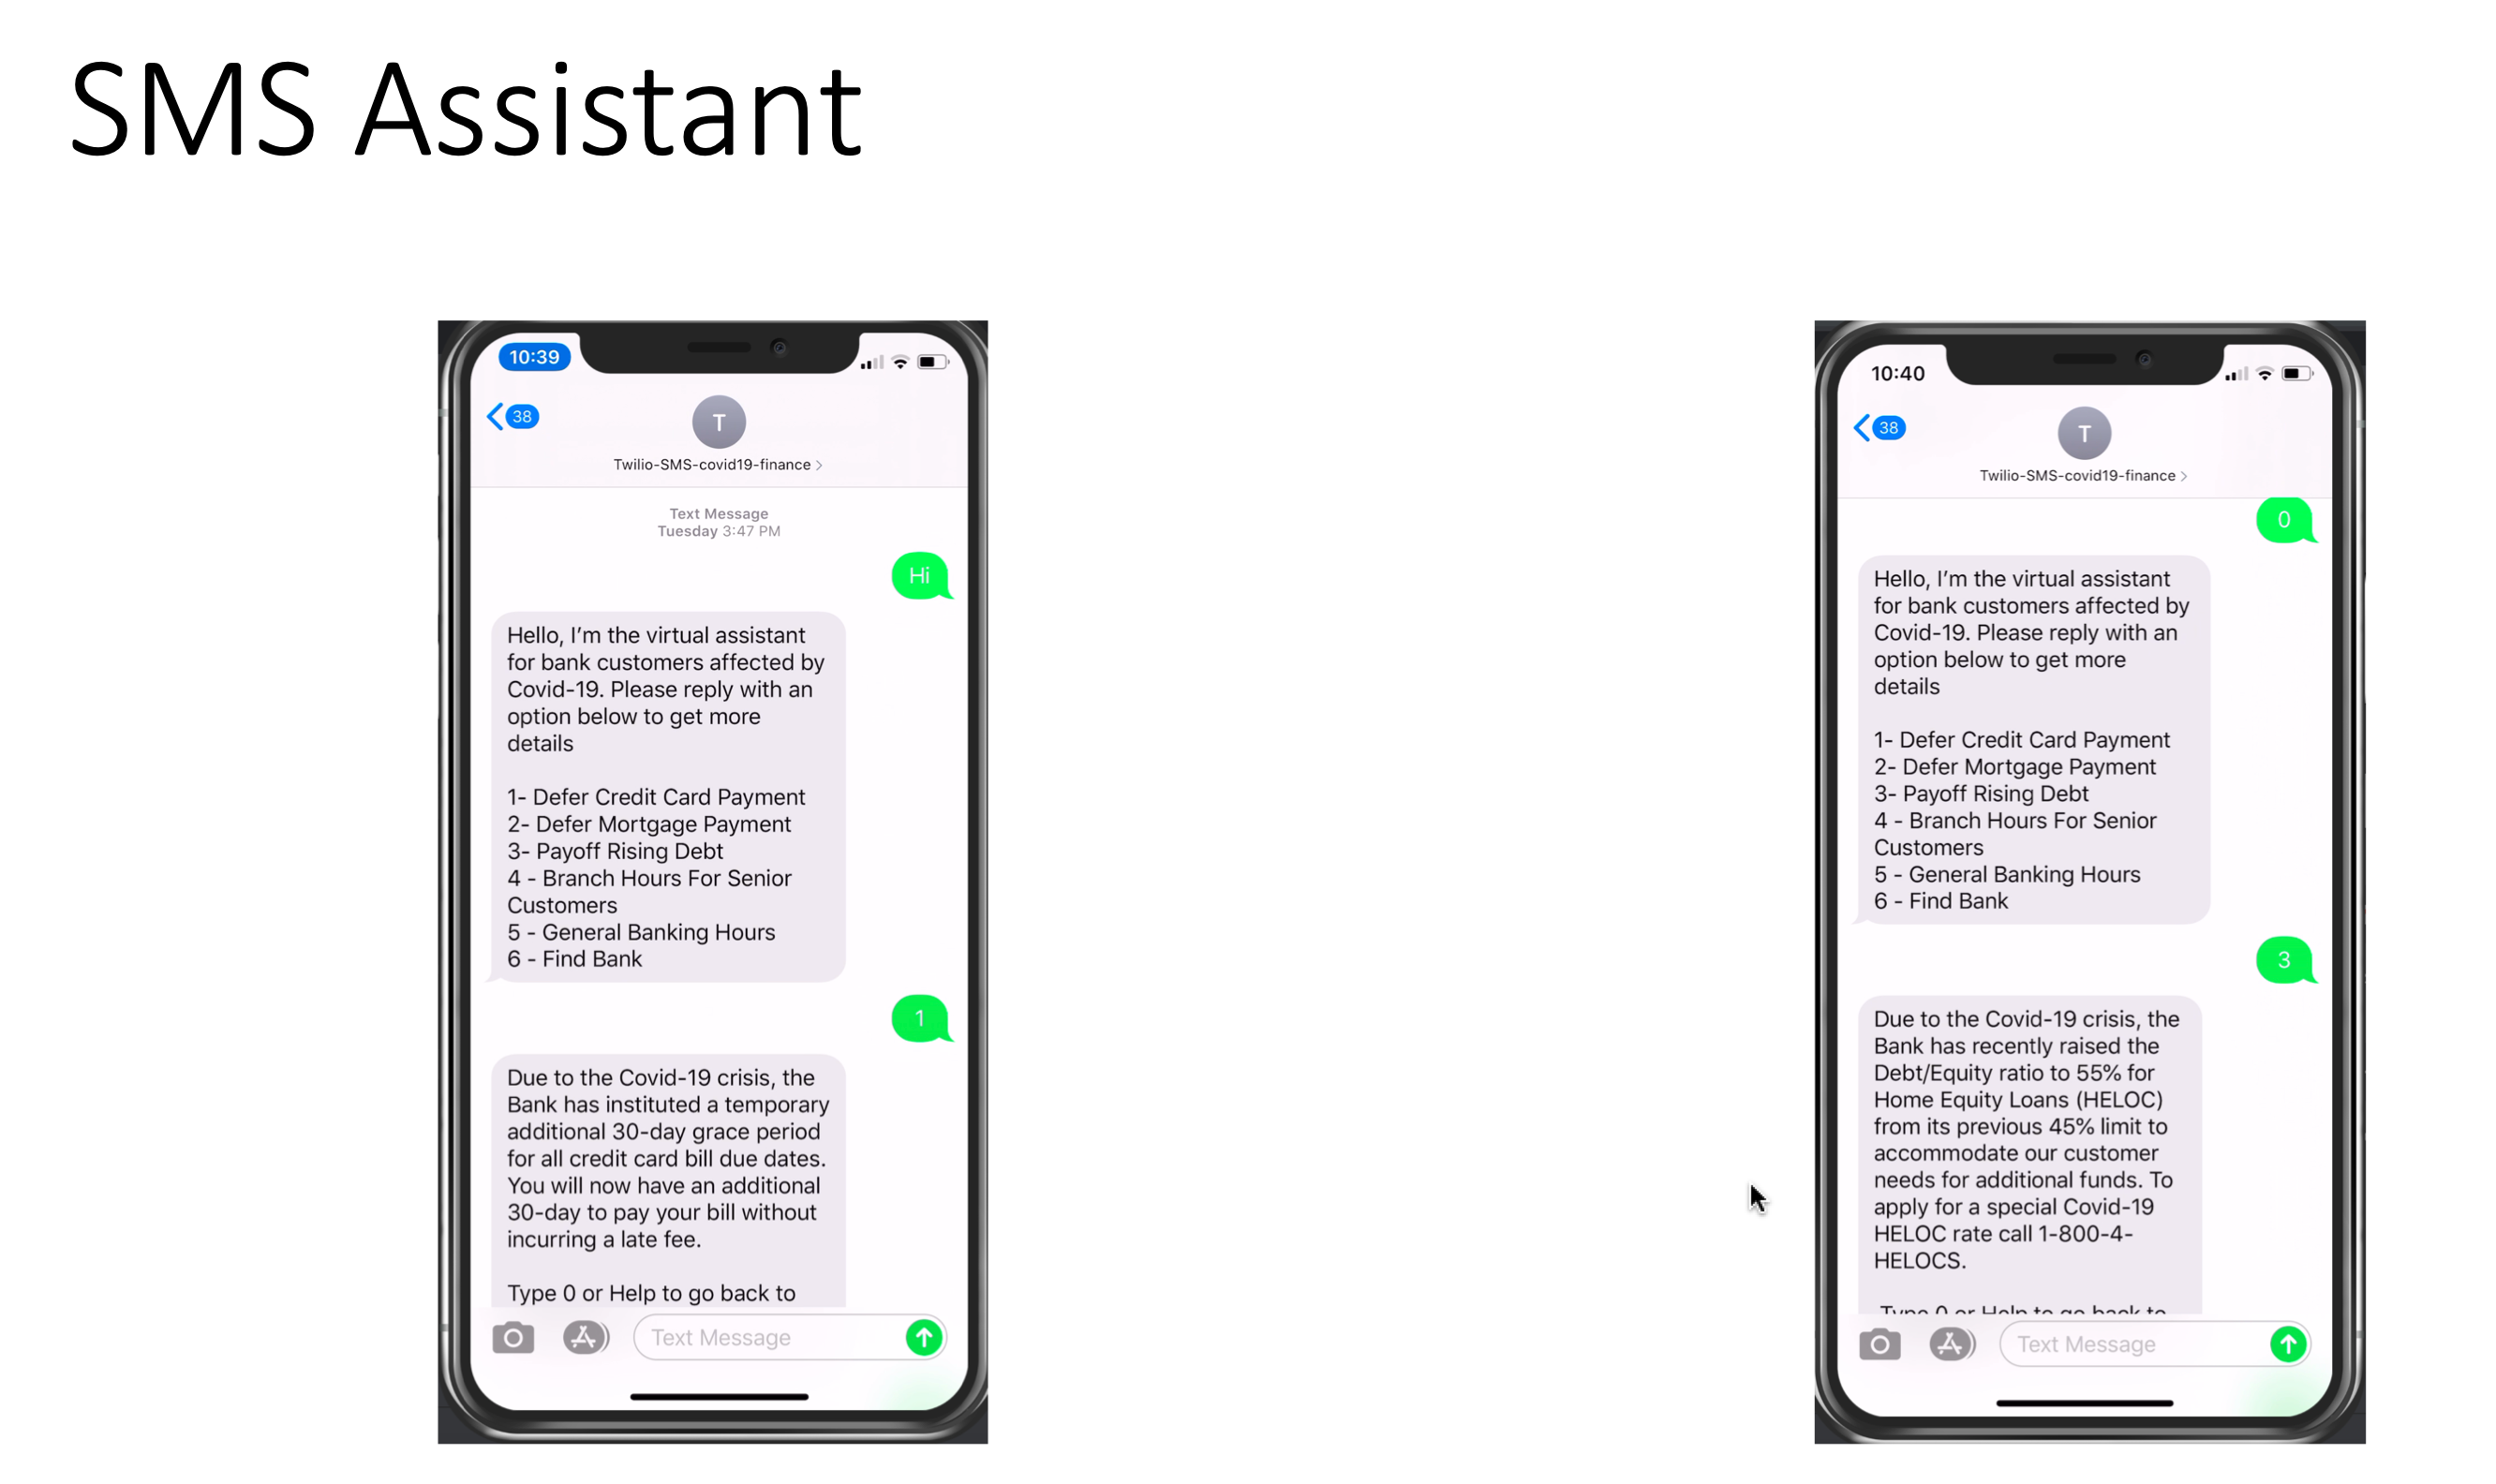 SMS Assistant
10:39
38
T
Twilio-SMS-covid19-finance
Text Message
Tuesday 3:47 PM
Hi
Hello, I’m the virtual assistant
for bank customers affected by
Covid-19. Please reply with an
option below to get more
details
1- Defer Credit Card Payment
2- Defer Mortgage Payment
3- Payoff Rising Debt
4 - Branch Hours For Senior
Customers
5 - General Banking Hours
6 - Find Bank
1
Due to the Covid-19 crisis, the
Bank has instituted a temporary
additional 30-day grace period
for all credit card bill due dates.
You will now have an additional
30-day to pay your bill without
incurring a late fee.
Type 0 or Help to go back to
Text Message
10:40
38
T
Twilio-SMS-covid19-finance
0
Hello, I’m the virtual assistant
for bank customers affected by
Covid-19. Please reply with an
option below to get more
details
1- Defer Credit Card Payment
2- Defer Mortgage Payment
3- Payoff Rising Debt
4 - Branch Hours For Senior
Customers
5 - General Banking Hours
6 - Find Bank
3
Due to the Covid-19 crisis, the
Bank has recently raised the
Debt/Equity ratio to 55% for
Home Equity Loans (HELOC)
from its previous 45% limit to
accommodate our customer
needs for additional funds. To
apply for a special Covid-19
HELOC rate call 1-800-4-
HELOCS.
Type 0 or Help to go back to
Text Message